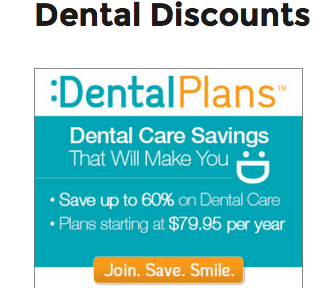 Dental Discounts
:DentalPlans™
Dental Care Savings
That Will Make You :D
• Save up to 60% on Dental Care
• Plans starting at $79.95 per year
Join. Save. Smile.